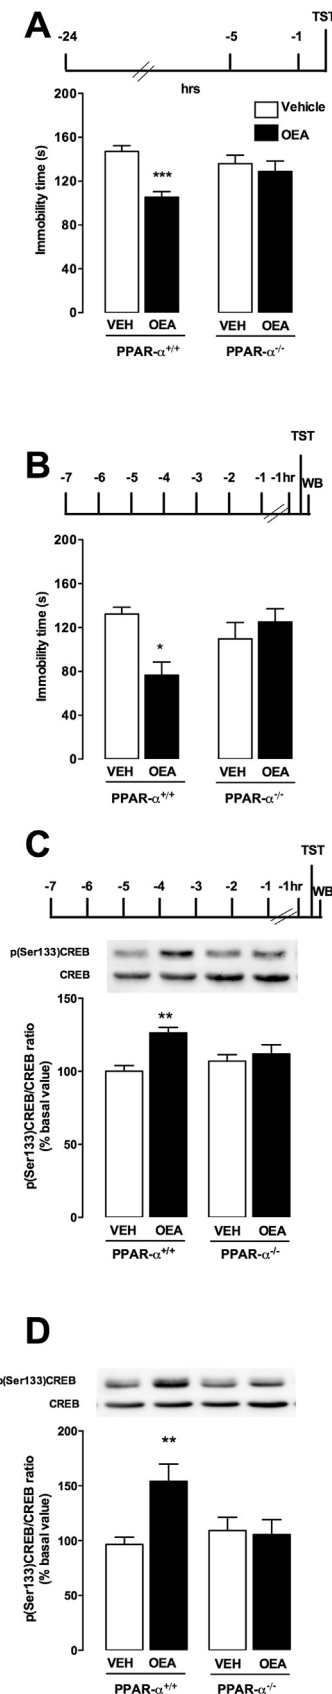 A
TST
-24 -5 -1
hrs
200
160
120
80
40
0
Immobility time (s)
Vehicle
OEA
***
VEH OEA VEH OEA
PPAR-α+/+ PPAR-α-/-
B
TST
-7 -6 -5 -4 -3 -2 -1 -1hr WB
200
160
120
80
40
0
Immobility time (s)
*
VEH OEA VEH OEA
PPAR-α+/+ PPAR-α-/-
C
TST
-7 -6 -5 -4 -3 -2 -1 -1hr WB
p(Ser133)CREB
CREB
150
100
50
0
p(Ser133)CREB/CREB ratio
(% basal value)
**
VEH OEA VEH OEA
PPAR-α+/+ PPAR-α-/-
D
p(Ser133)CREB
CREB
200
150
100
50
0
p(Ser133)CREB/CREB ratio
(% basal value)
**
VEH OEA VEH OEA
PPAR-α+/+ PPAR-α-/-